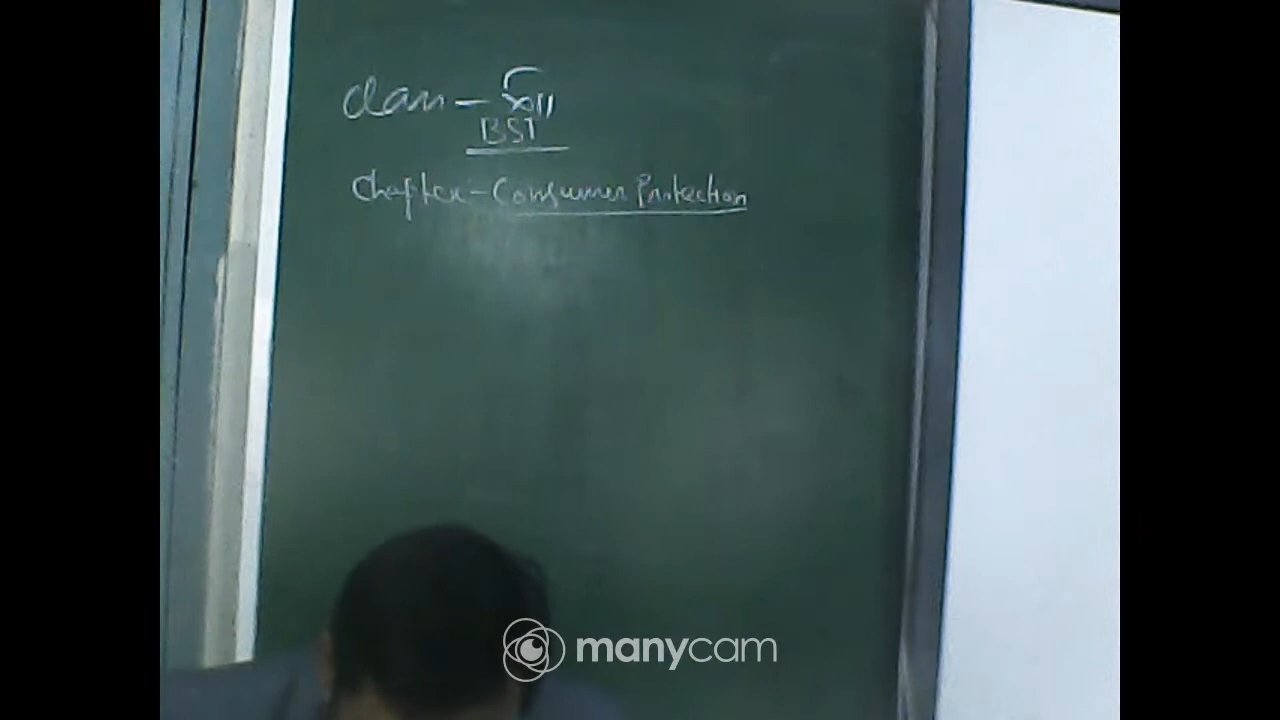 Class - XII
BST
Chapter - Consumer Protection
manycam